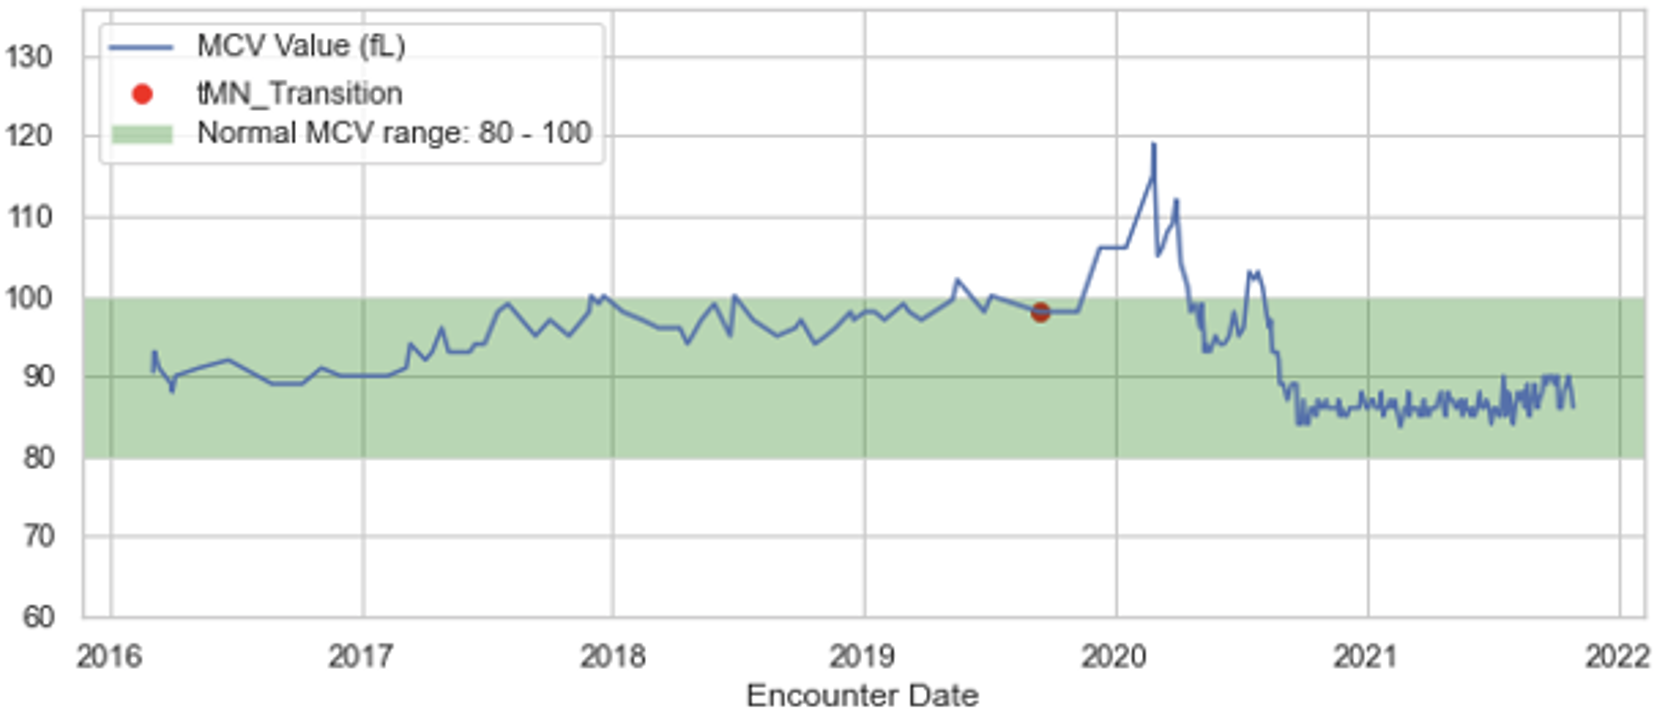 MCV Value (fL)
tMN_Transition
Normal MCV range: 80 - 100
130
120
110
100
90
80
70
60
2016 2017 2018 2019 2020 2021 2022
Encounter Date